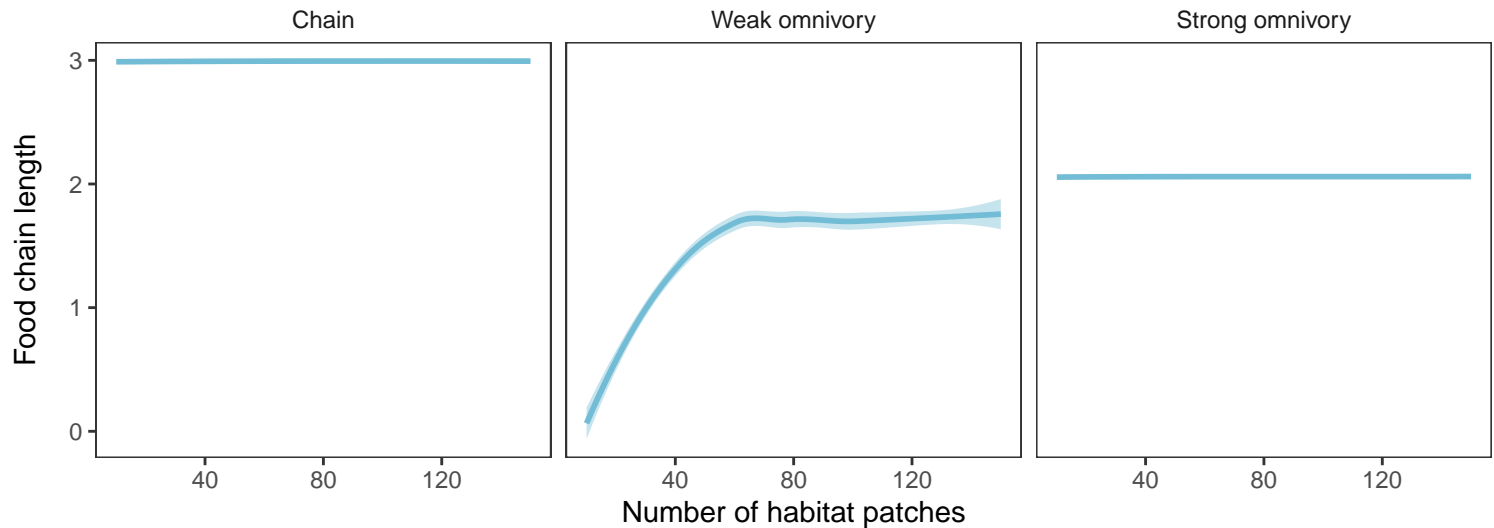 Chain
Weak omnivory
Strong omnivory
Food chain length
3
2
1
0
40 80 120
40 80 120
40 80 120
Number of habitat patches